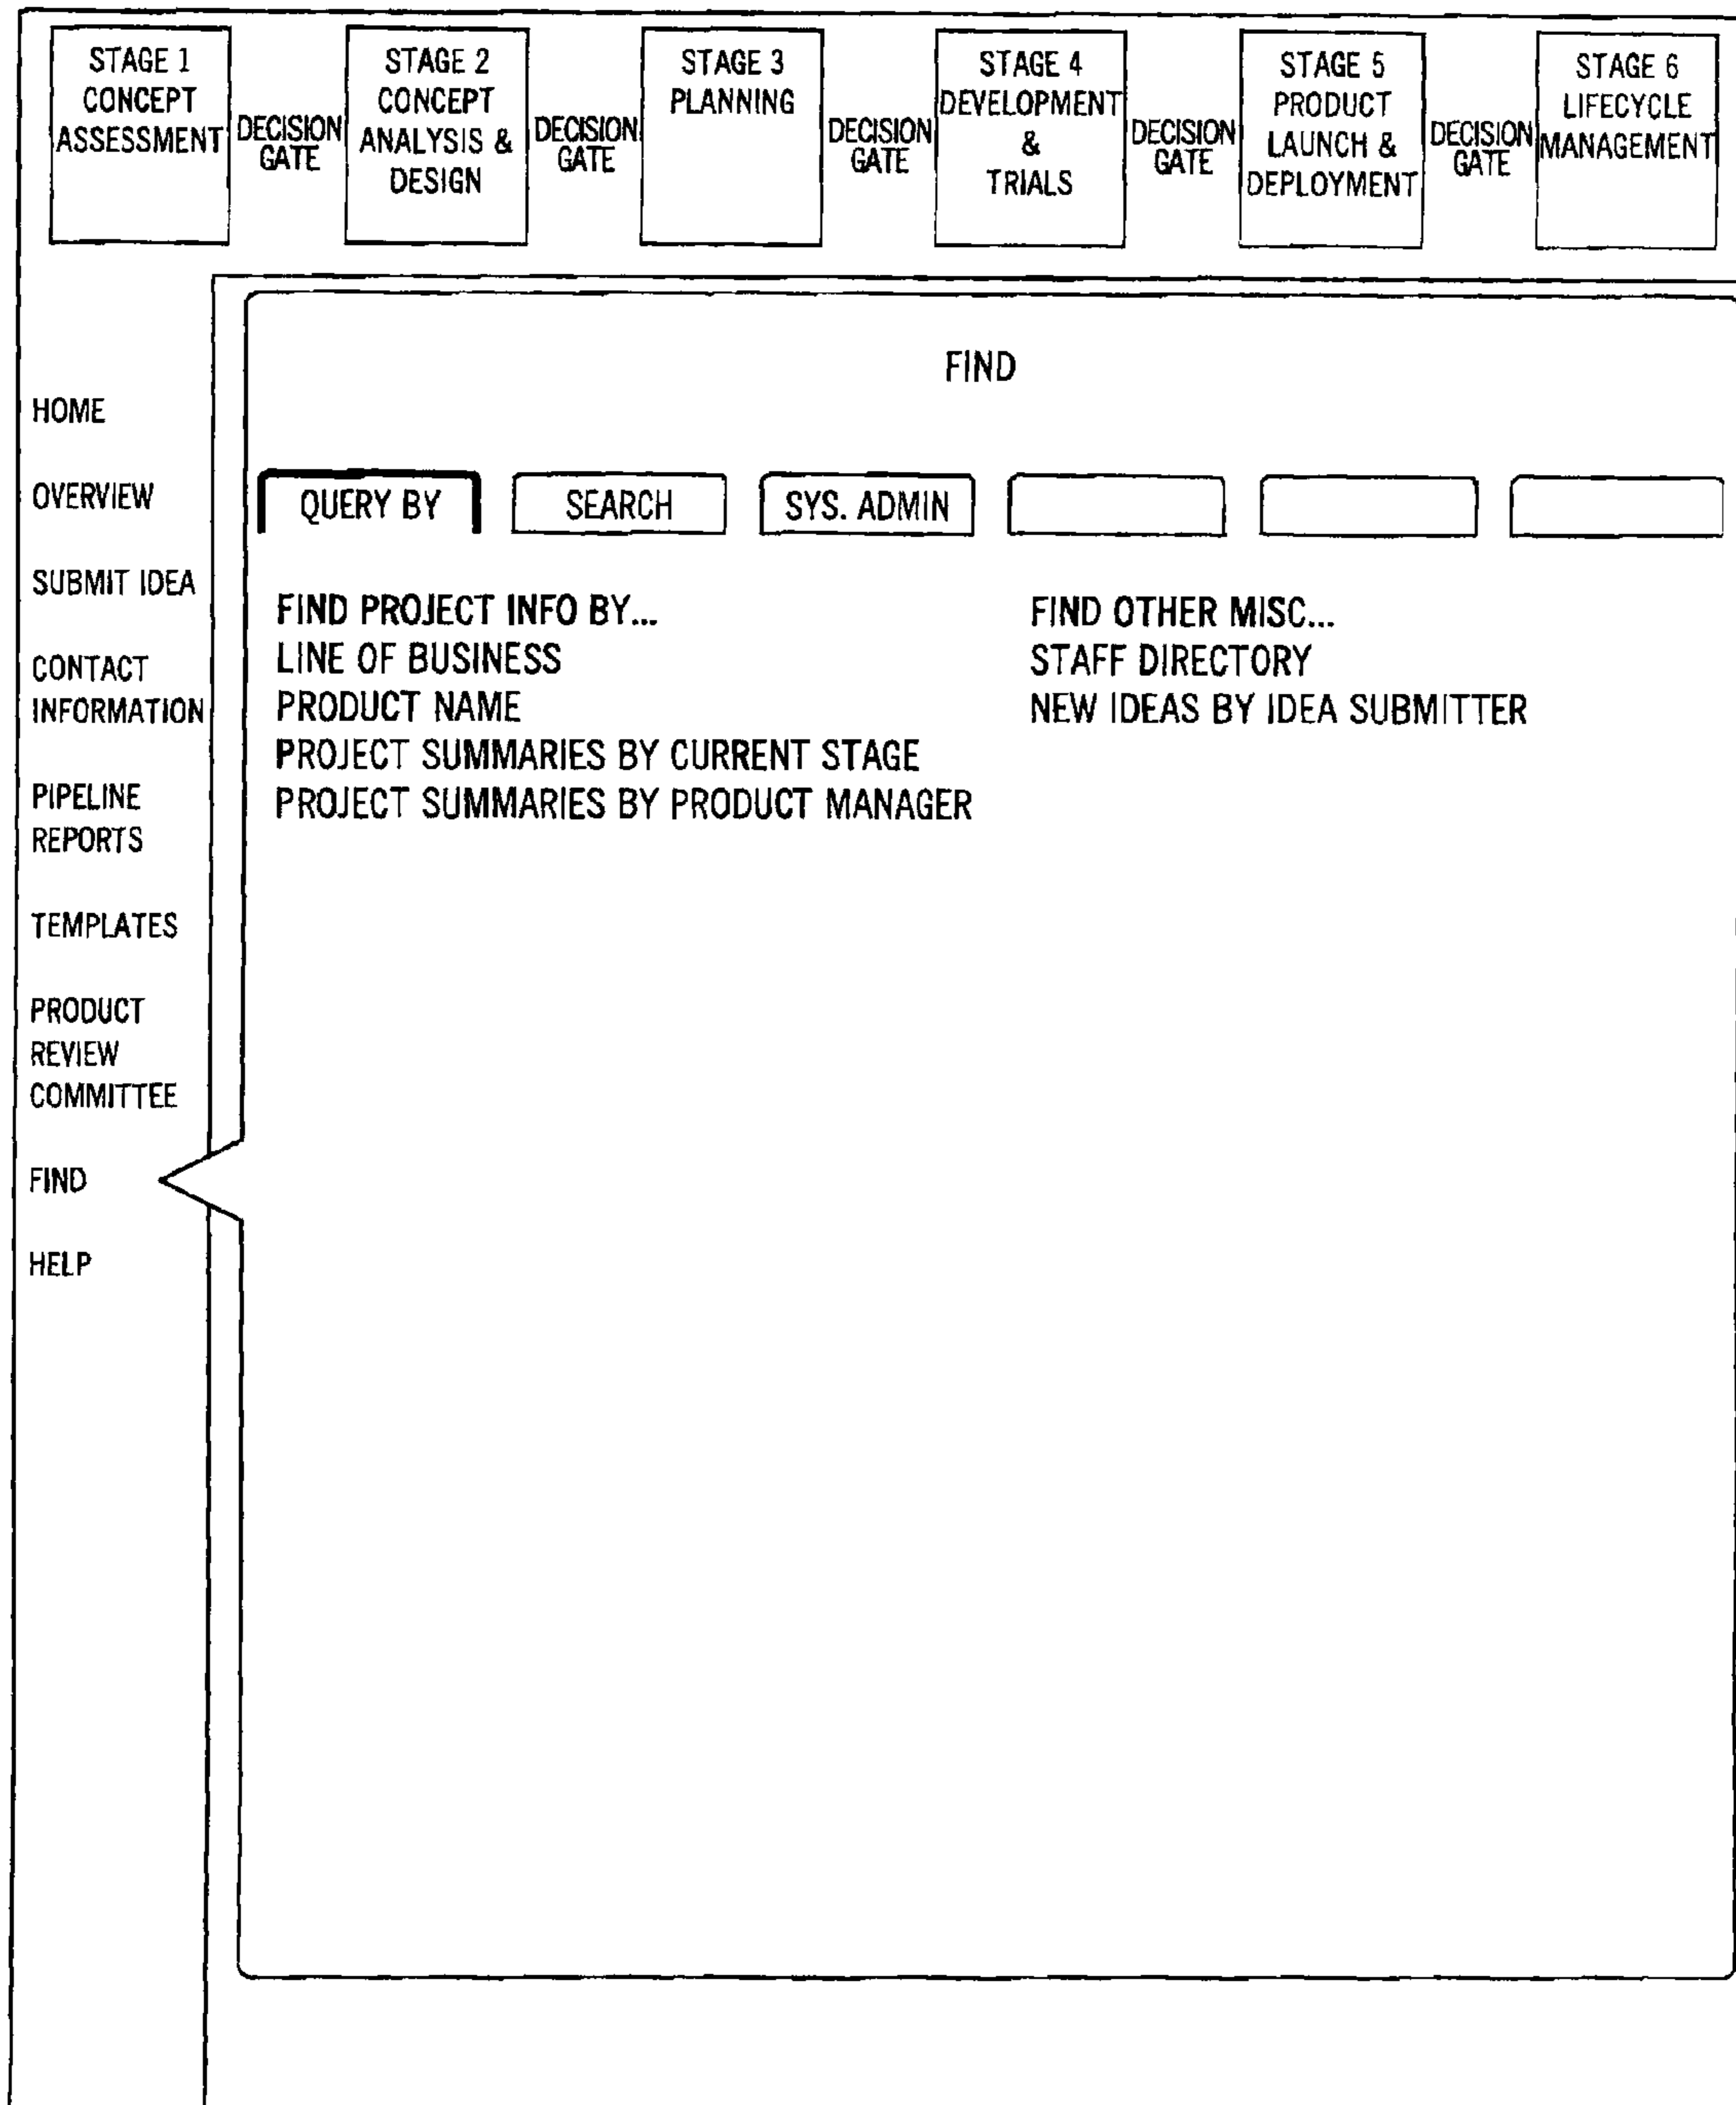 STAGE 1
CONCEPT
ASSESSMENT
DECISION
GATE
STAGE 2
CONCEPT
ANALYSIS &
DESIGN
DECISION
GATE
STAGE 3
PLANNING
DECISION
GATE
STAGE 4
DEVELOPMENT
&
TRIALS
DECISION
GATE
STAGE 5
PRODUCT
LAUNCH &
DEPLOYMENT
DECISION
GATE
STAGE 6
LIFECYCLE
MANAGEMENT
HOME
OVERVIEW
SUBMIT IDEA
CONTACT
INFORMATION
PIPELINE
REPORTS
TEMPLATES
PRODUCT
REVIEW
COMMITTEE
FIND
HELP
FIND
QUERY BY
SEARCH
SYS. ADMIN
FIND PROJECT INFO BY...
LINE OF BUSINESS
PRODUCT NAME
PROJECT SUMMARIES BY CURRENT STAGE
PROJECT SUMMARIES BY PRODUCT MANAGER
FIND OTHER MISC...
STAFF DIRECTORY
NEW IDEAS BY IDEA SUBMITTER